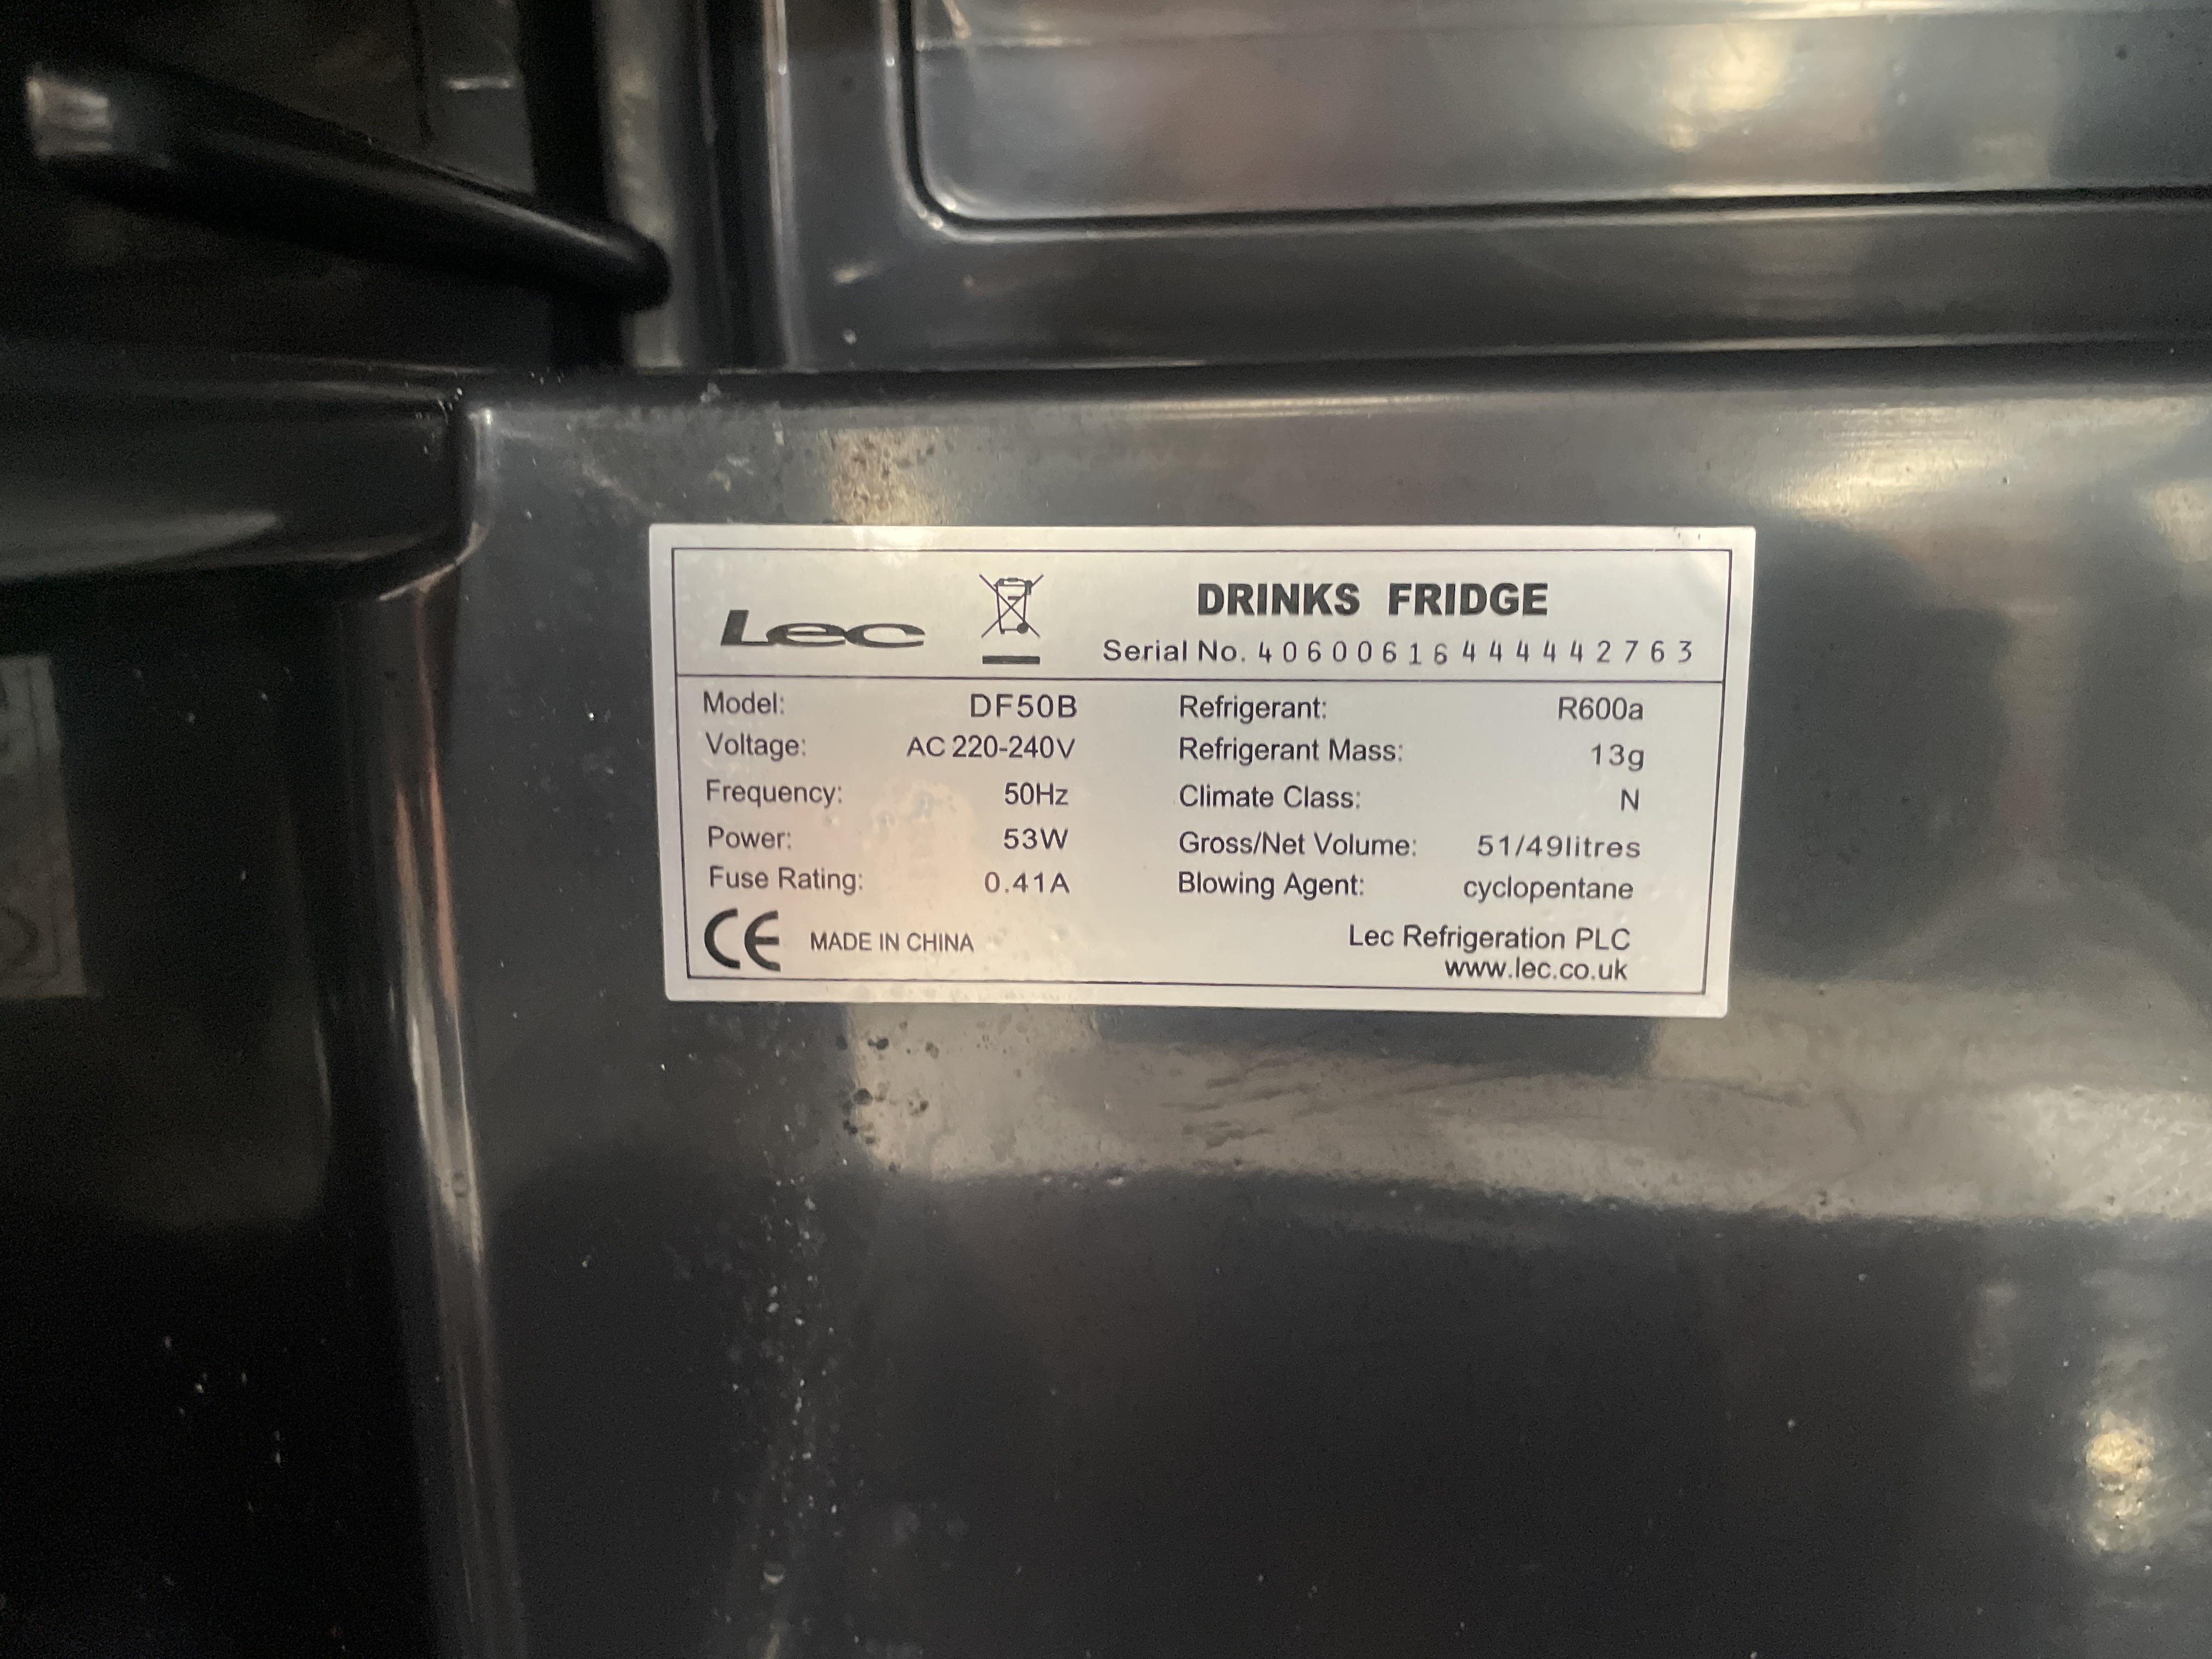 Lec
DRINKS FRIDGE
Serial No. 40600616444442763
Model: DF50B
Voltage: AC 220-240V
Frequency: 50Hz
Power: 53W
Fuse Rating: 0.41A
CE MADE IN CHINA
Refrigerant: R600a
Refrigerant Mass: 13g
Climate Class: N
Gross/Net Volume: 51/49litres
Blowing Agent: cyclopentane
Lec Refrigeration PLC
www.lec.co.uk